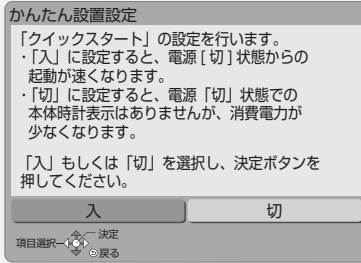 かんたん設置設定
「クイックスタート」の設定を行います。
・「入」に設定すると、電源 [ 切 ] 状態からの
起動が速くなります。
・「切」に設定すると、電源「切」状態での
本体時計表示はありませんが、消費電力が
少なくなります。
「入」もしくは「切」を選択し、決定ボタンを
押してください。
入 切
項目選択 決定
戻る